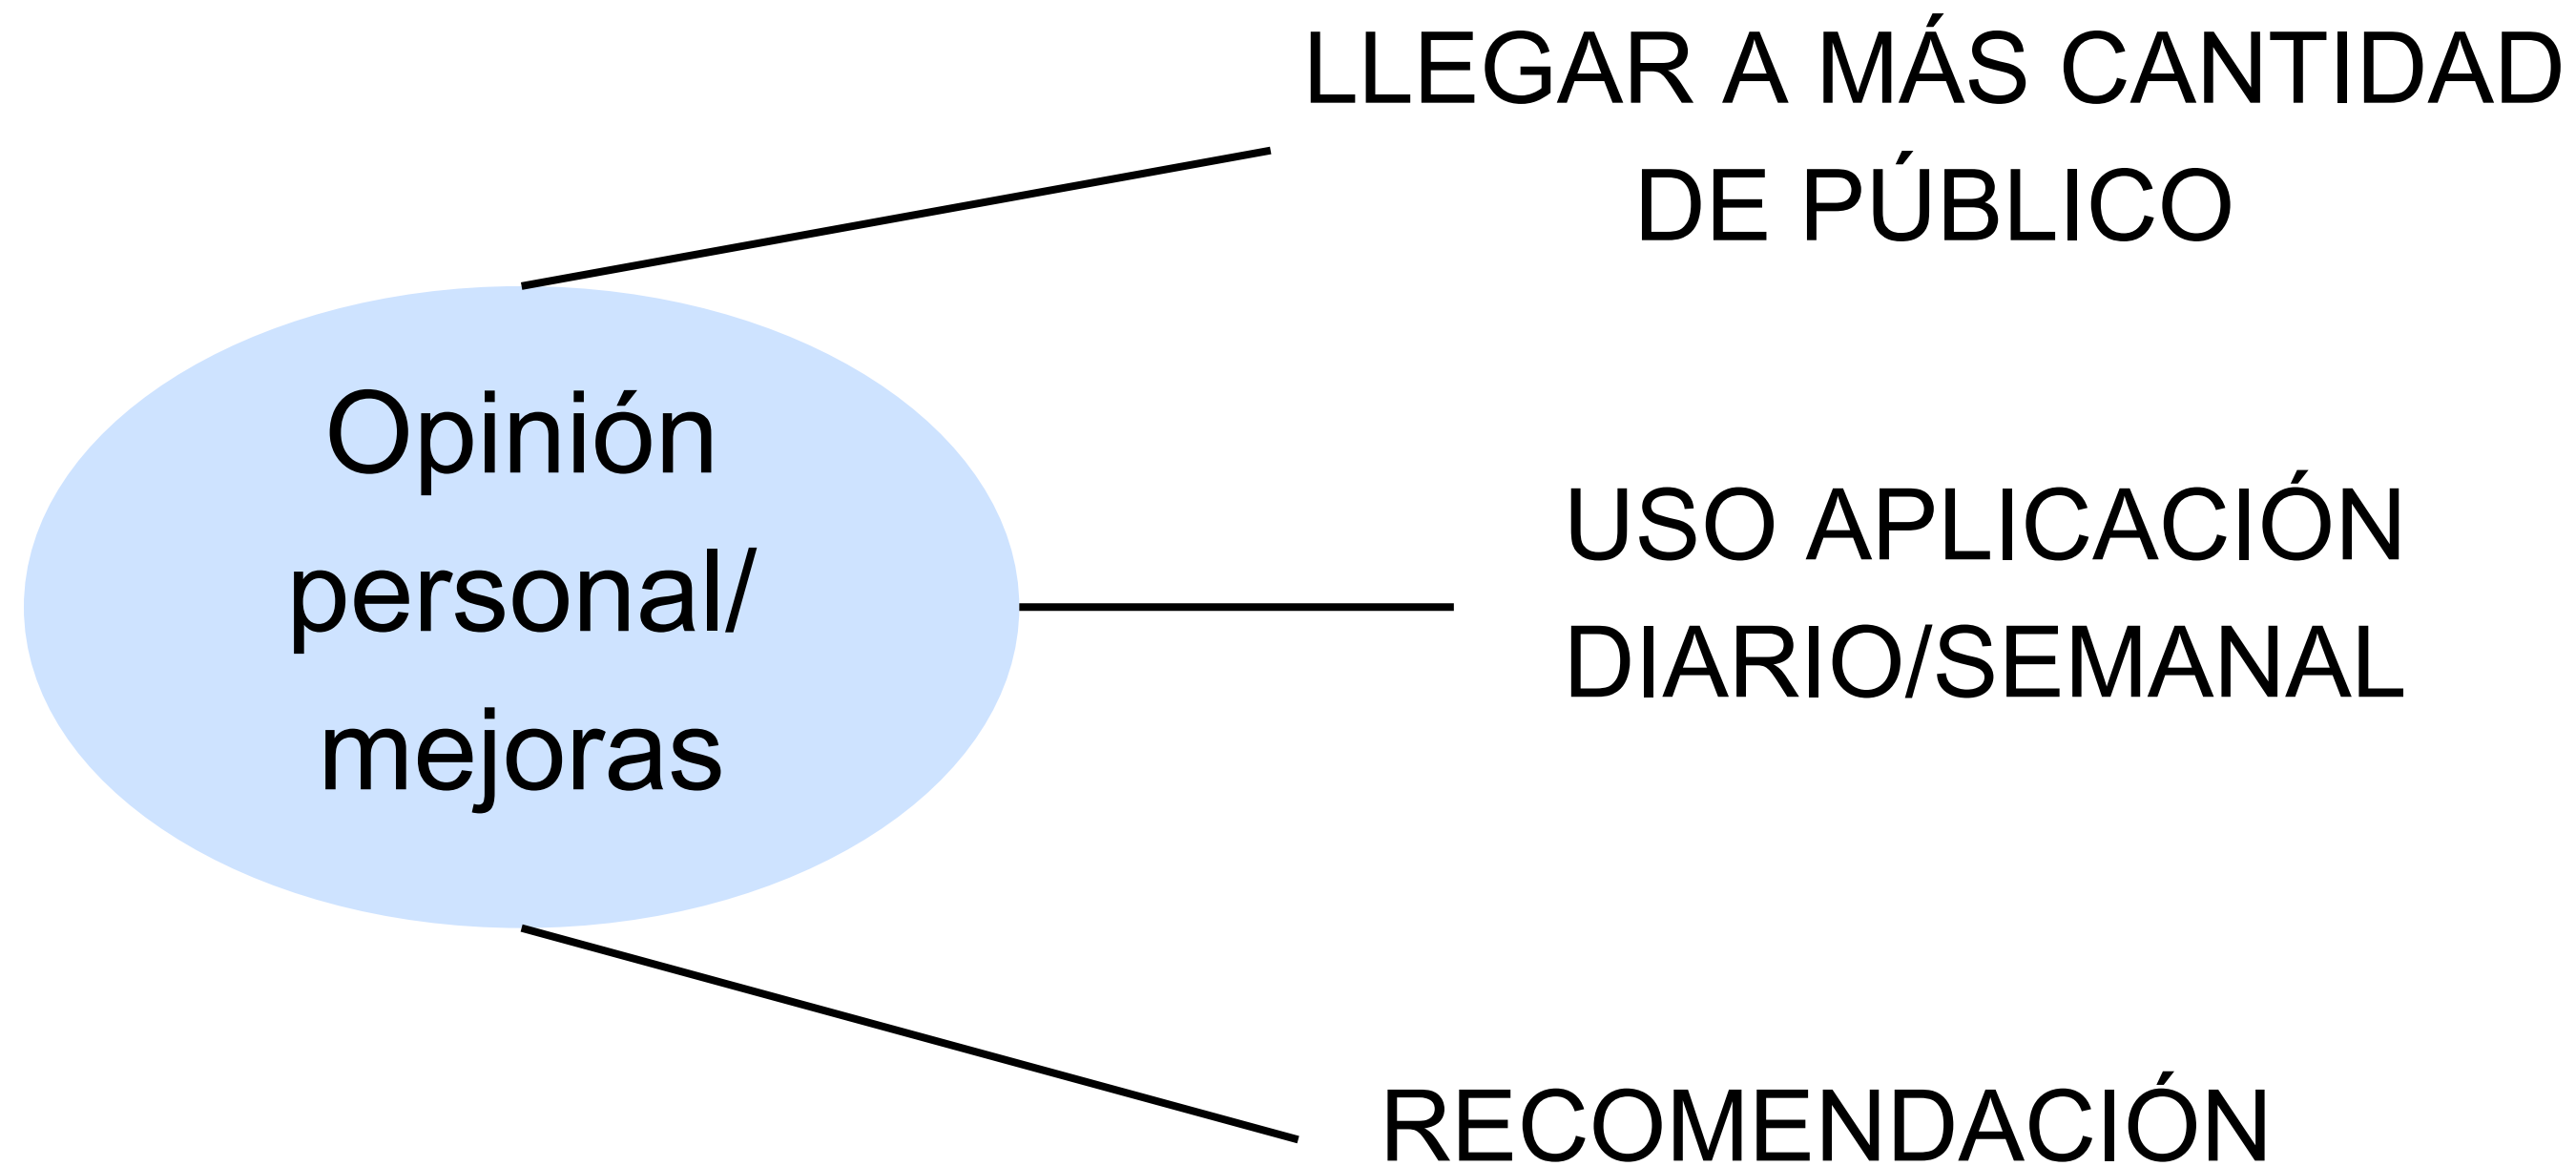 LLEGAR A MÁS CANTIDAD
DE PÚBLICO
Opinión
personal/
mejoras
USO APLICACIÓN
DIARIO/SEMANAL
RECOMENDACIÓN